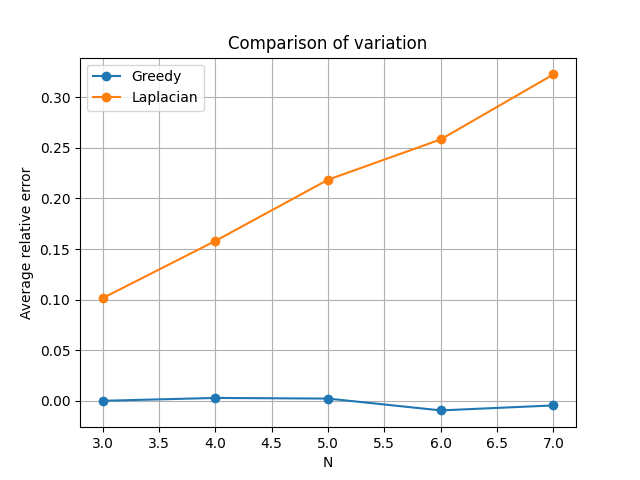 Comparison of variation
Greedy
Laplacian
Average relative error
0.30
0.25
0.20
0.15
0.10
0.05
0.00
3.0 3.5 4.0 4.5 5.0 5.5 6.0 6.5 7.0
N